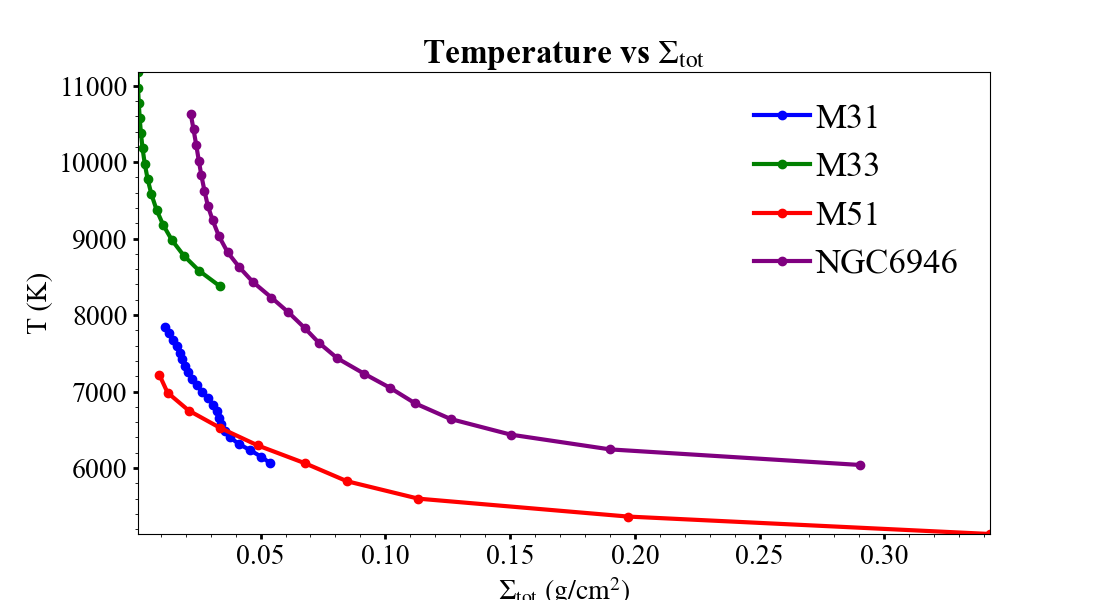 Temperature vs Σtot
11000
10000
9000
8000
7000
6000
T (K)
M31
M33
M51
NGC6946
0.05 0.10 0.15 0.20 0.25 0.30
Σtot (g/cm²)